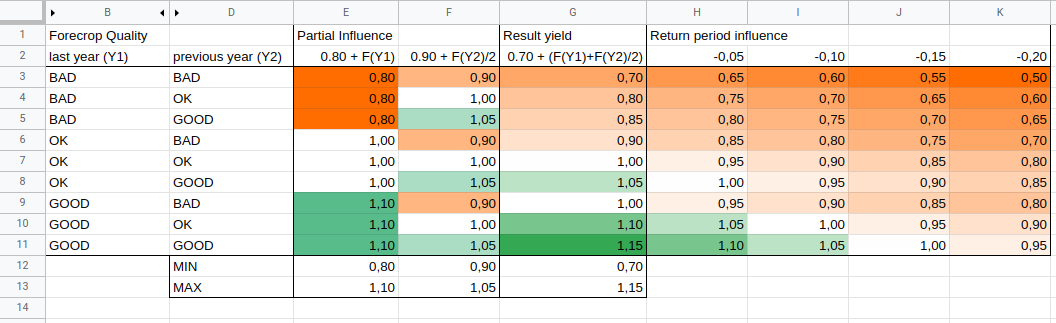 B D E F G H I J K
1 Forecrop Quality Partial Influence Result yield Return period influence
2 last year (Y1) previous year (Y2) 0.80 + F(Y1) 0.90 + F(Y2)/2 0.70 + (F(Y1)+F(Y2)/2) -0,05 -0,10 -0,15 -0,20
3 BAD BAD 0,80 0,90 0,70 0,65 0,60 0,55 0,50
4 BAD OK 0,80 1,00 0,80 0,75 0,70 0,65 0,60
5 BAD GOOD 0,80 1,05 0,85 0,80 0,75 0,70 0,65
6 OK BAD 1,00 0,90 0,90 0,85 0,80 0,75 0,70
7 OK OK 1,00 1,00 1,00 0,95 0,90 0,85 0,80
8 OK GOOD 1,00 1,05 1,05 1,00 0,95 0,90 0,85
9 GOOD BAD 1,10 0,90 1,00 0,95 0,90 0,85 0,80
10 GOOD OK 1,10 1,00 1,10 1,05 1,00 0,95 0,90
11 GOOD GOOD 1,10 1,05 1,15 1,10 1,05 1,00 0,95
12 MIN 0,80 0,90 0,70
13 MAX 1,10 1,05 1,15
14